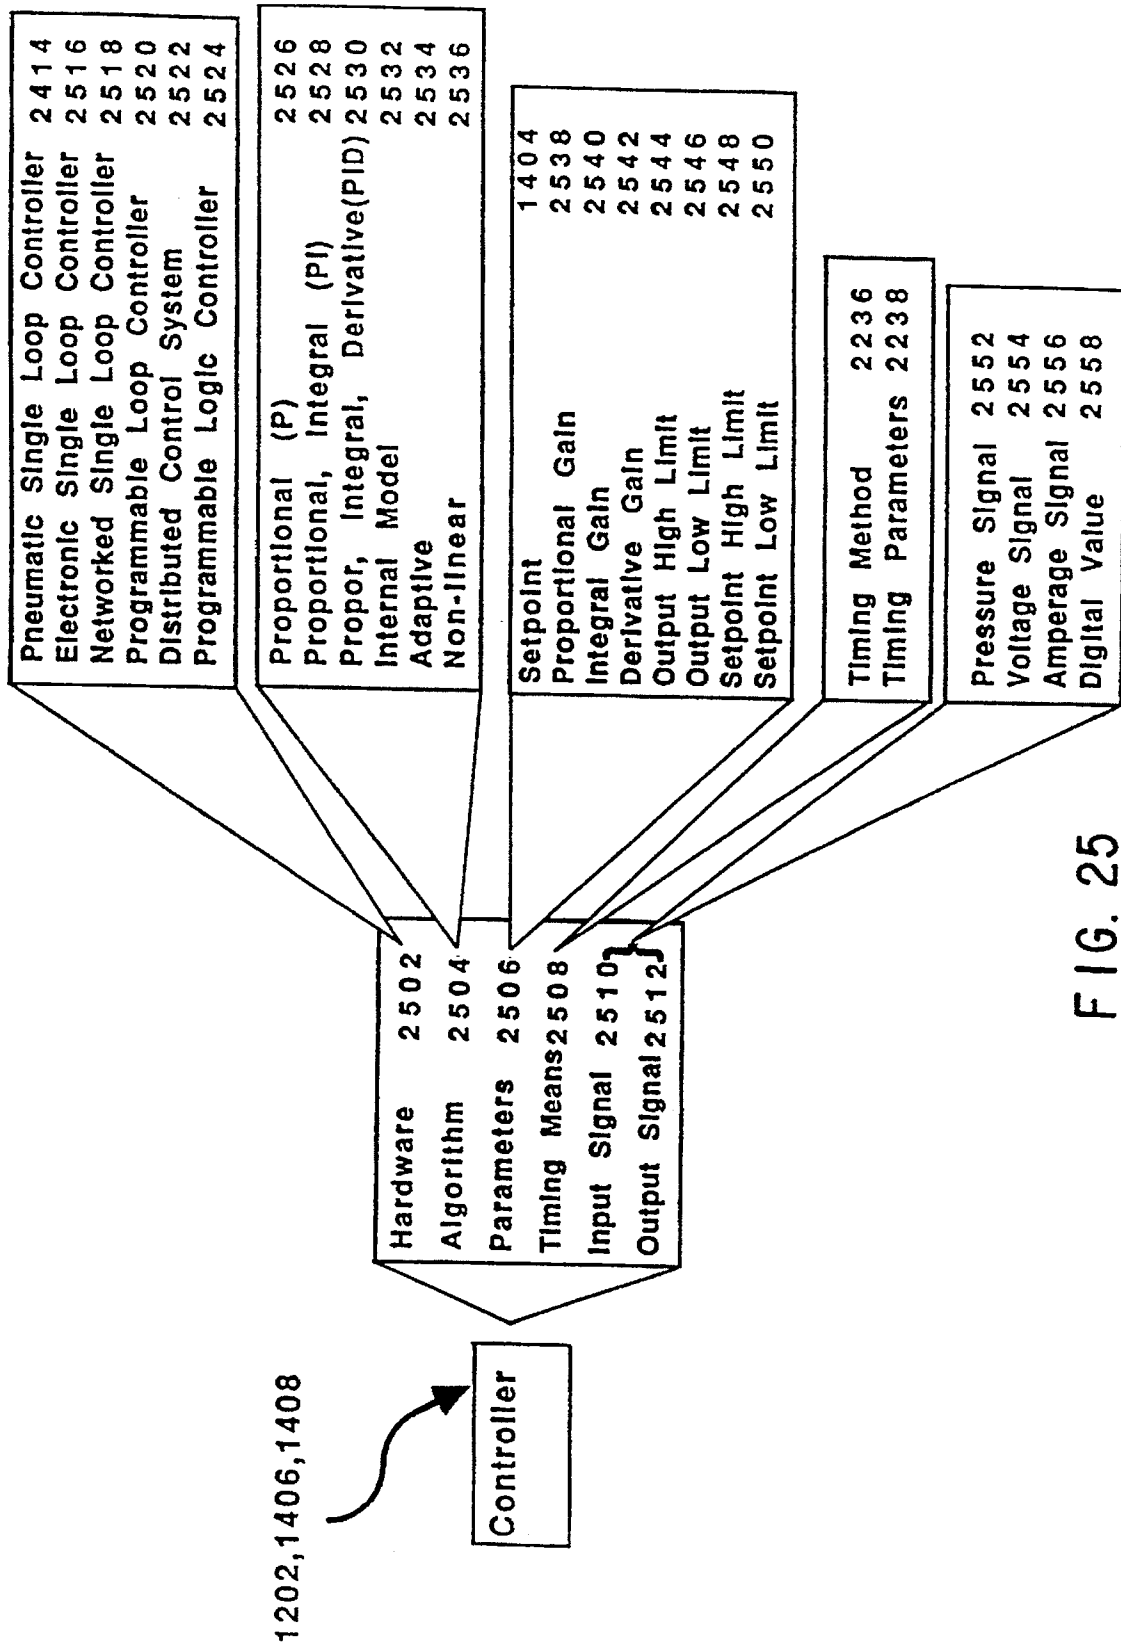 1202,1406,1408
Controller
Hardware 2502
Algorithm 2504
Parameters 2506
Timing Means 2508
Input Signal 2510
Output Signal 2512
Pneumatic Single Loop Controller 2414
Electronic Single Loop Controller 2516
Networked Single Loop Controller 2518
Programmable Loop Controller 2520
Distributed Control System 2522
Programmable Logic Controller 2524
Proportional (P) 2526
Proportional, Integral (PI) 2528
Propor, Integral, Derivative(PID) 2530
Internal Model 2532
Adaptive 2534
Non-linear 2536
Setpoint 1404
Proportional Gain 2538
Integral Gain 2540
Derivative Gain 2542
Output High Limit 2544
Output Low Limit 2546
Setpoint High Limit 2548
Setpoint Low Limit 2550
Timing Method 2236
Timing Parameters 2238
Pressure Signal 2552
Voltage Signal 2554
Amperage Signal 2556
Digital Value 2558
FIG. 25